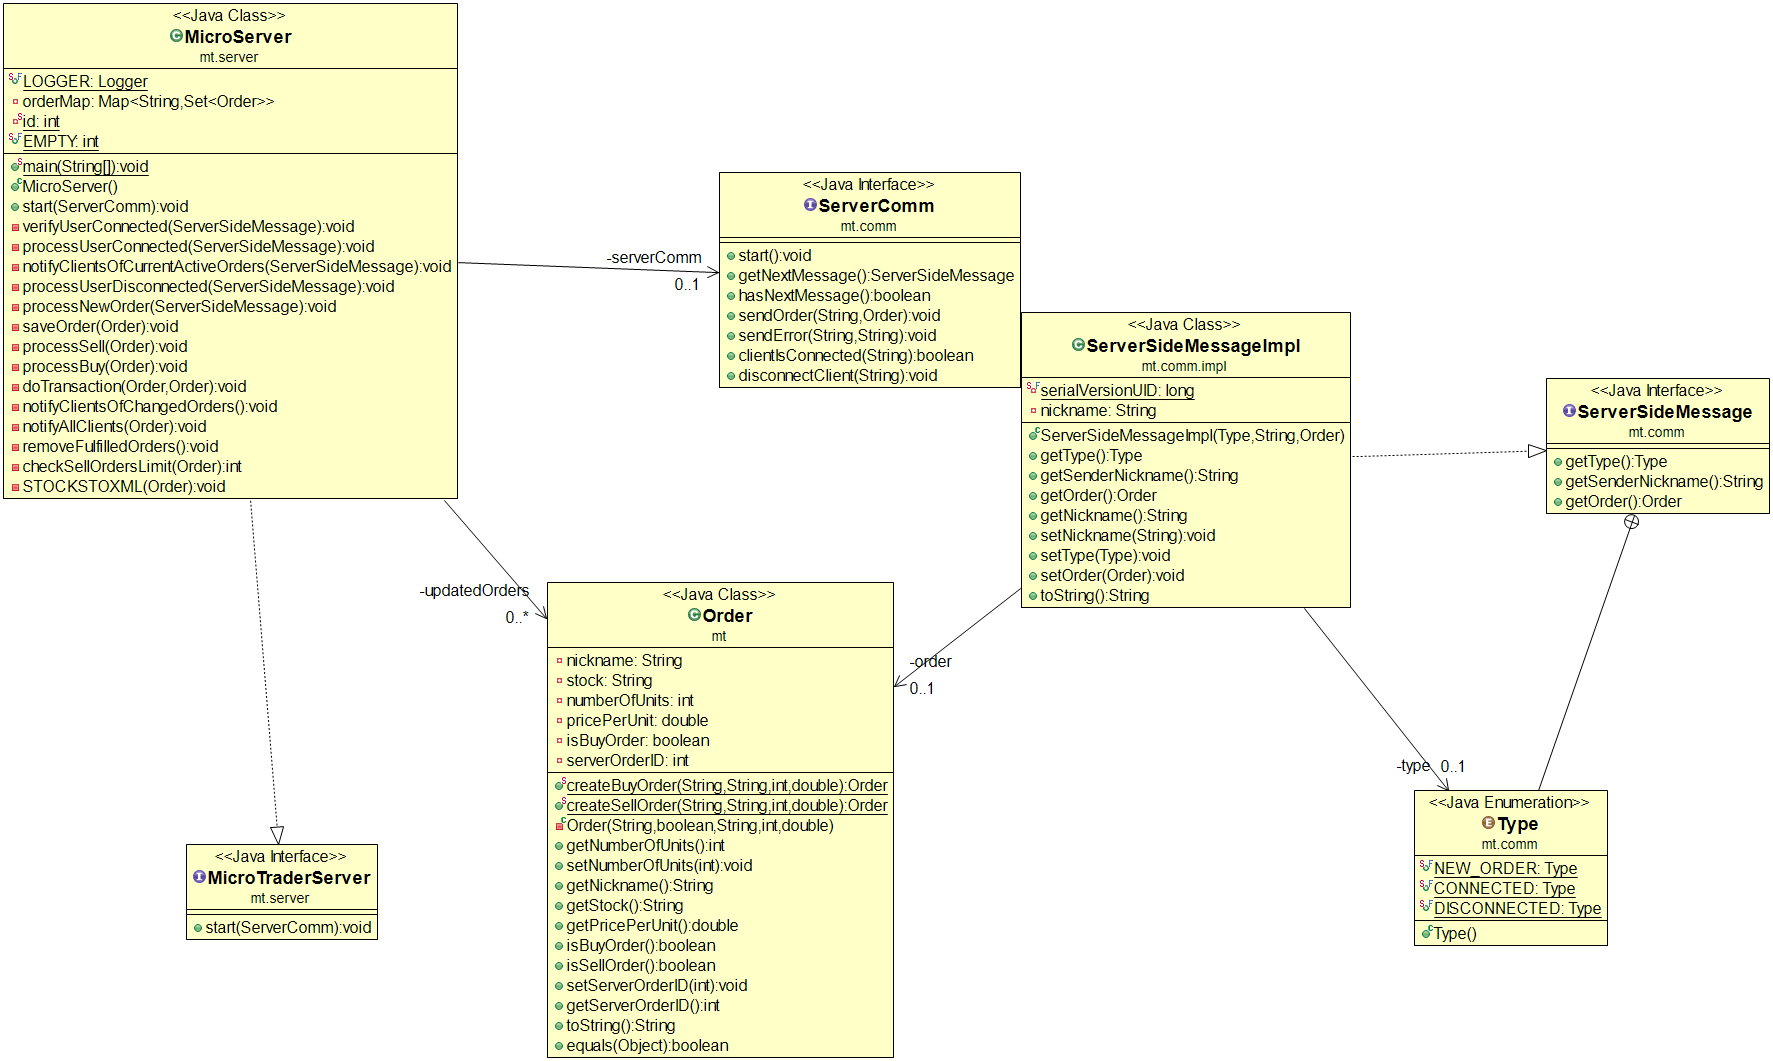 <<Java Class>>
MicroServer
mt.server
LOGGER: Logger
orderMap: Map<String,Set<Order>>
id: int
EMPTY: int
main(String[]):void
MicroServer()
start(ServerComm):void
verifyUserConnected(ServerSideMessage):void
processUserConnected(ServerSideMessage):void
notifyClientsOfCurrentActiveOrders(ServerSideMessage):void
processUserDisconnected(ServerSideMessage):void
processNewOrder(ServerSideMessage):void
saveOrder(Order):void
processSell(Order):void
processBuy(Order):void
doTransaction(Order,Order):void
notifyClientsOfChangedOrders():void
notifyAllClients(Order):void
removeFulfilledOrders():void
checkSellOrdersLimit(Order):int
STOCKSTOXML(Order):void
-serverComm
0..1
<<Java Interface>>
ServerComm
mt.comm
start():void
getNextMessage():ServerSideMessage
hasNextMessage():boolean
sendOrder(String,Order):void
sendError(String,String):void
clientIsConnected(String):boolean
disconnectClient(String):void
<<Java Class>>
ServerSideMessageImpl
mt.comm.impl
serialVersionUID: long
nickname: String
ServerSideMessageImpl(Type,String,Order)
getType():Type
getSenderNickname():String
getOrder():Order
getNickname():String
setNickname(String):void
setType(Type):void
setOrder(Order):void
toString():String
<<Java Interface>>
ServerSideMessage
mt.comm
getType():Type
getSenderNickname():String
getOrder():Order
-updatedOrders
0..*
<<Java Class>>
Order
mt
nickname: String
stock: String
numberOfUnits: int
pricePerUnit: double
isBuyOrder: boolean
serverOrderID: int
createBuyOrder(String,String,int,double):Order
createSellOrder(String,String,int,double):Order
Order(String,boolean,String,int,double)
getNumberOfUnits():int
setNumberOfUnits(int):void
getNickname():String
getStock():String
getPricePerUnit():double
isBuyOrder():boolean
isSellOrder():boolean
setServerOrderID(int):void
getServerOrderID():int
toString():String
equals(Object):boolean
-order
0..1
-type 0..1
<<Java Enumeration>>
Type
mt.comm
NEW_ORDER: Type
CONNECTED: Type
DISCONNECTED: Type
Type()
<<Java Interface>>
MicroTraderServer
mt.server
start(ServerComm):void